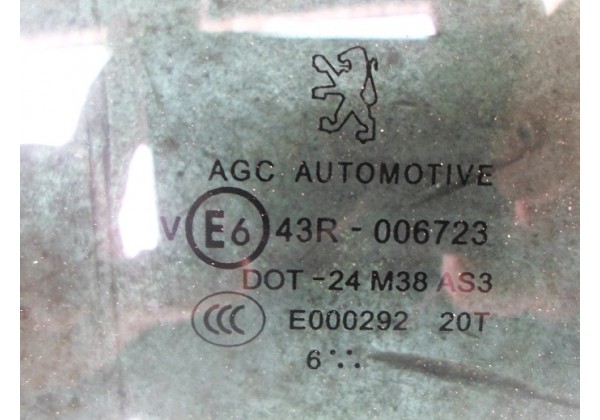 AGC AUTOMOTIVE
V E6 43R - 006723
DOT -24 M38 AS3
CCC E000292 20T
6